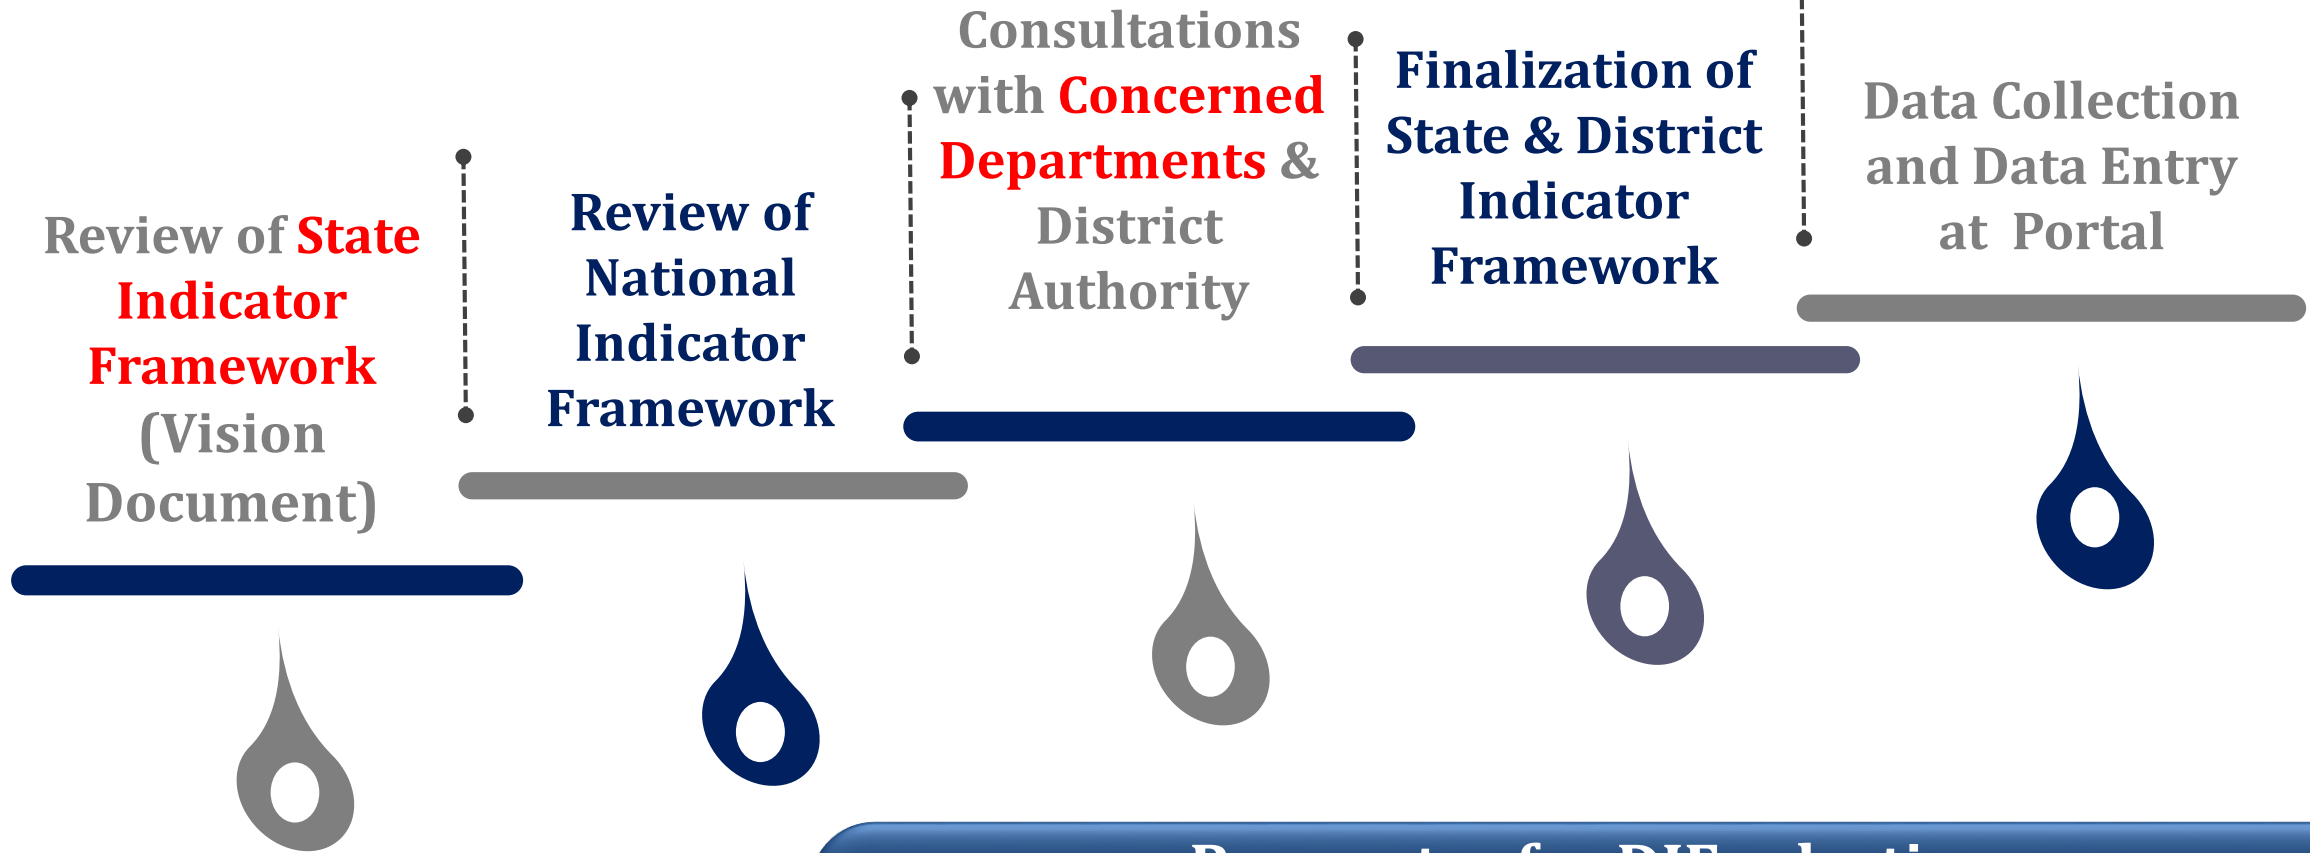 Review of State
Indicator
Framework
(Vision
Document)
Review of
National
Indicator
Framework
Consultations
with Concerned
Departments &
District
Authority
Finalization of
State & District
Indicator
Framework
Data Collection
and Data Entry
at Portal